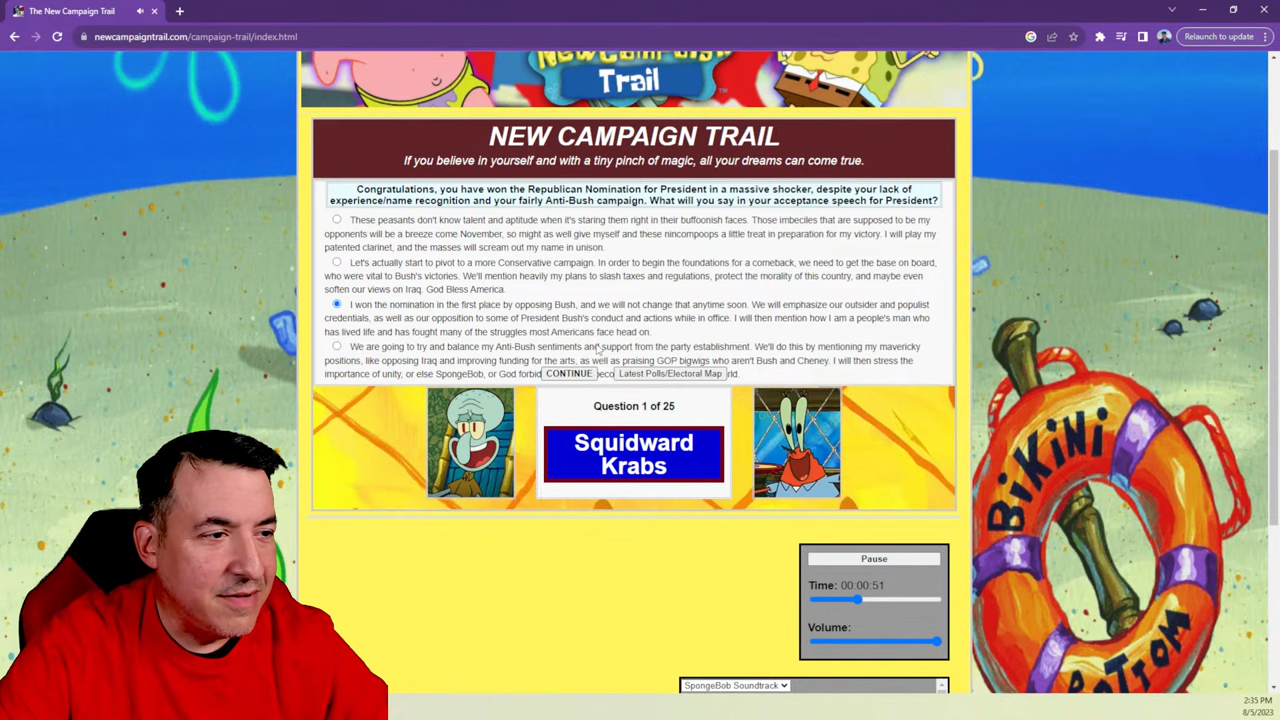 The New Campaign Trail
newcampaigntrail.com/campaign-trail/index.html
Relaunch to update
New Campaign
Trail
NEW CAMPAIGN TRAIL
If you believe in yourself and with a tiny pinch of magic, all your dreams can come true.
Congratulations, you have won the Republican Nomination for President in a massive shocker, despite your lack of
experience/name recognition and your fairly Anti-Bush campaign. What will you say in your acceptance speech for President?
These peasants don't know talent and aptitude when it's staring them right in their buffoonish faces. Those imbeciles that are supposed to be my
opponents will be a breeze come November, so might as well give myself and these nincompoops a little treat in preparation for my victory. I will play my
patented clarinet, and the masses will scream out my name in unison.
Let's actually start to pivot to a more Conservative campaign. In order to begin the foundations for a comeback, we need to get the base on board,
who were vital to Bush's victories. We'll mention heavily my plans to slash taxes and regulations, protect the morality of this country, and maybe even
soften our views on Iraq. God Bless America.
I won the nomination in the first place by opposing Bush, and we will not change that anytime soon. We will emphasize our outsider and populist
credentials, as well as our opposition to some of President Bush's conduct and actions while in office. I will then mention how I am a people's man who
has lived life and has fought many of the struggles most Americans face head on.
We are going to try and balance my Anti-Bush sentiments and support from the party establishment. We'll do this by mentioning my mavericky
positions, like opposing Iraq and improving funding for the arts, as well as praising GOP bigwigs who aren't Bush and Cheney. I will then stress the
importance of unity, or else SpongeBob, or God forbid
CONTINUE
Latest Polls/Electoral Map
Question 1 of 25
Squidward
Krabs
Pause
Time: 00:00:51
Volume:
SpongeBob Soundtrack
BiKiNi
BOTTOM
2:35 PM
8/5/2023